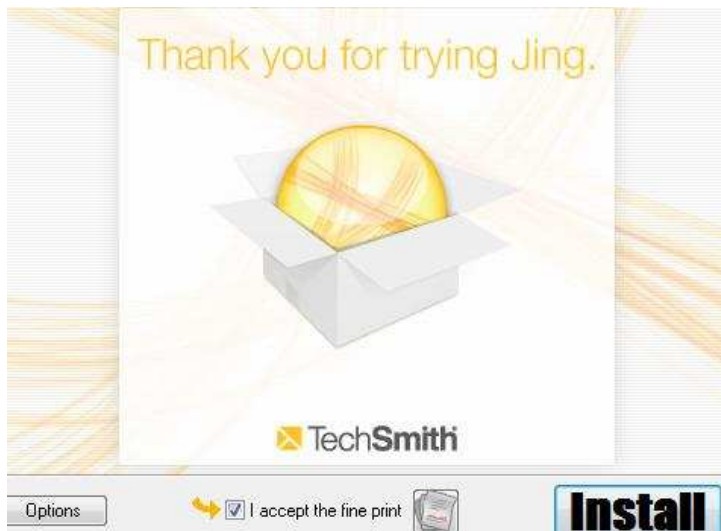 Thank you for trying Jing.
TechSmith
Options
I accept the fine print
Install